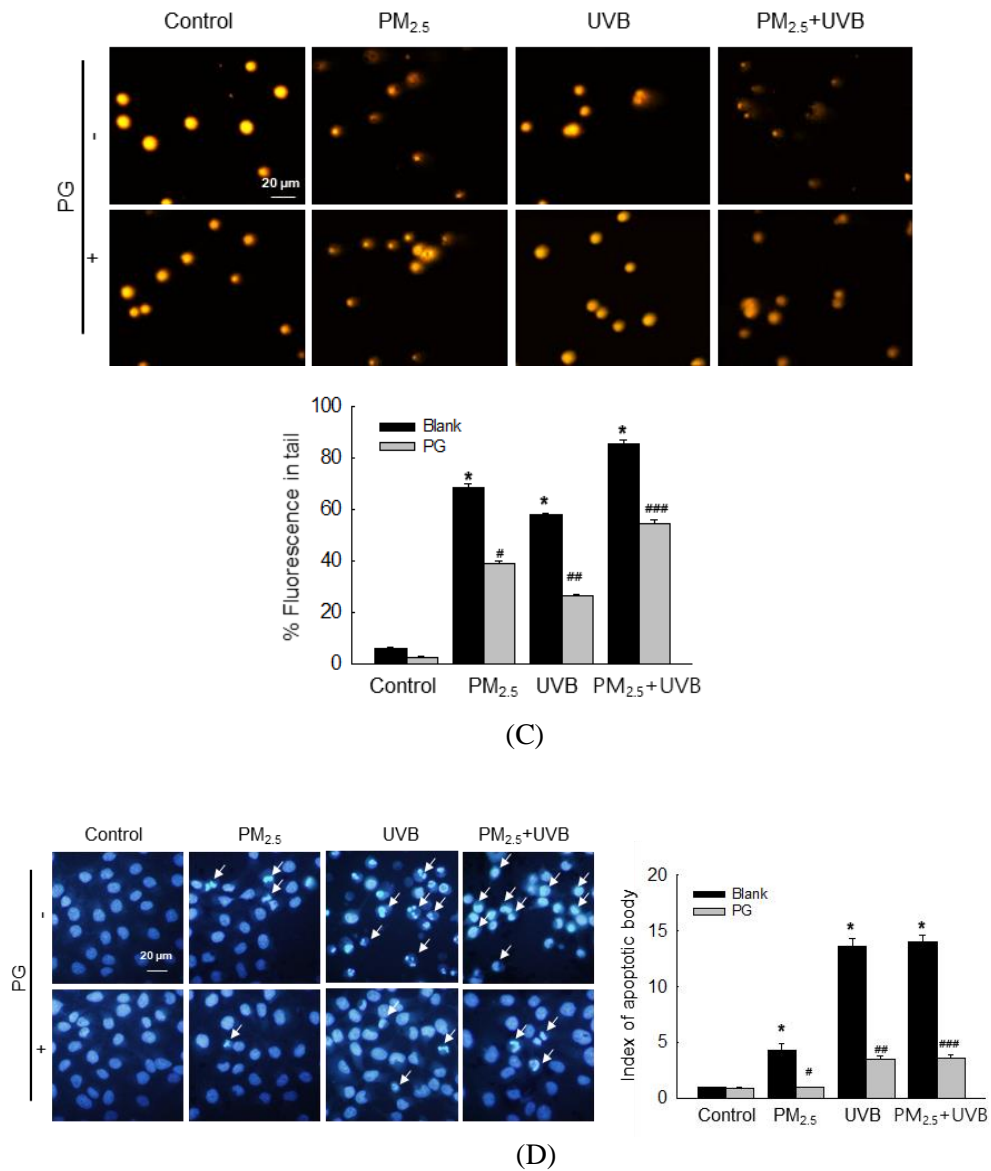 Control PM2.5 UVB PM2.5+UVB
PG
-
+
20 µm
100
80
60
40
20
0
% Fluorescence in tail
Blank
PG
*
*
*
#
##
###
Control PM2.5 UVB PM2.5+UVB
(C)
Control PM2.5 UVB PM2.5+UVB
PG
-
+
20 µm
20
15
10
5
0
Index of apoptotic body
Blank
PG
*
*
*
#
##
###
Control PM2.5 UVB PM2.5+UVB
(D)